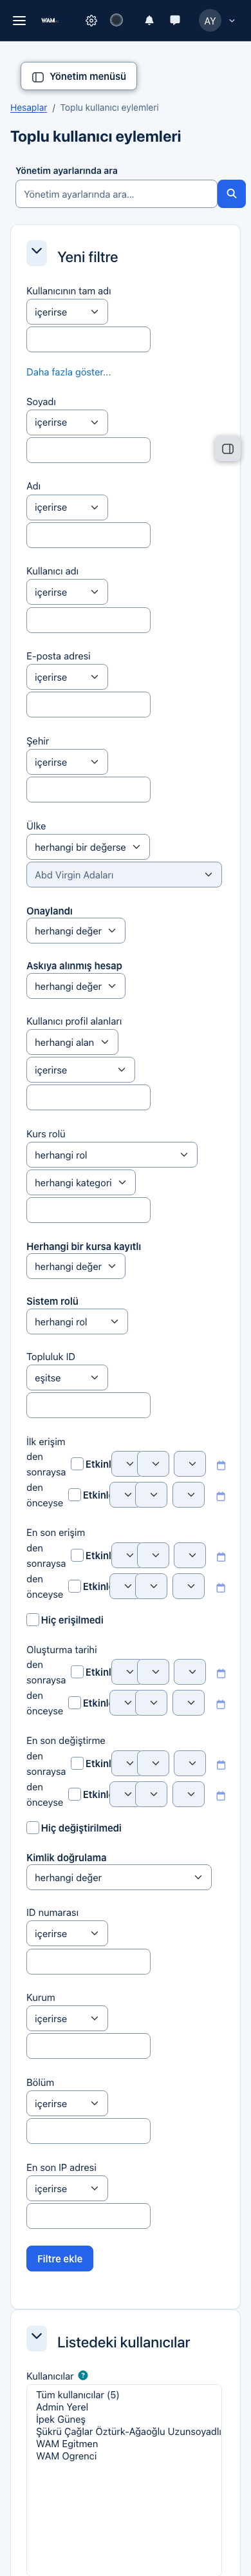 WAM
AY
Yönetim menüsü
Hesaplar / Toplu kullanıcı eylemleri
Toplu kullanıcı eylemleri
Yönetim ayarlarında ara
Yönetim ayarlarında ara...
Yeni filtre
Kullanıcının tam adı
içerirse
Daha fazla göster...
Soyadı
içerirse
Adı
içerirse
Kullanıcı adı
içerirse
E-posta adresi
içerirse
Şehir
içerirse
Ülke
herhangi bir değerse
Abd Virgin Adaları
Onaylandı
herhangi değer
Askıya alınmış hesap
herhangi değer
Kullanıcı profil alanları
herhangi alan
içerirse
Kurs rolü
herhangi rol
herhangi kategori
Herhangi bir kursa kayıtlı
herhangi değer
Sistem rolü
herhangi rol
Topluluk ID
eşitse
İlk erişim
den
sonraysa
Etkinl
den
önceyse
Etkinl
En son erişim
den
sonraysa
Etkinl
den
önceyse
Etkinl
Hiç erişilmedi
Oluşturma tarihi
den
sonraysa
Etkinl
den
önceyse
Etkinl
En son değiştirme
den
sonraysa
Etkinl
den
önceyse
Etkinl
Hiç değiştirilmedi
Kimlik doğrulama
herhangi değer
ID numarası
içerirse
Kurum
içerirse
Bölüm
içerirse
En son IP adresi
içerirse
Filtre ekle
Listedeki kullanıcılar
Kullanıcılar ?
Tüm kullanıcılar (5)
Admin Yerel
İpek Güneş
Şükrü Çağlar Öztürk-Ağaoğlu Uzunsoyadlı
WAM Egitmen
WAM Ogrenci